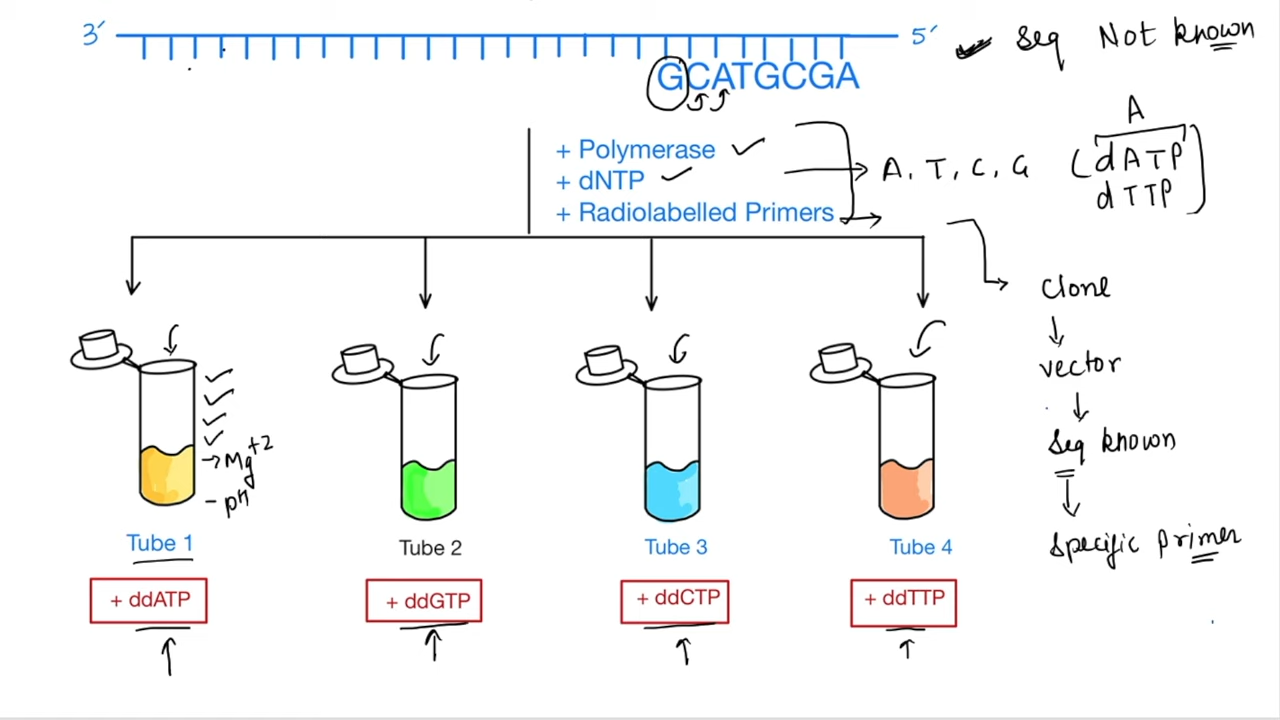 3′ 5′ Seq Not known
GCATGCGA
+ Polymerase
+ dNTP
+ Radiolabelled Primers
A, T, C, G (dATP
A
dTTP)
Clone
vector
Seq known
Specific primer
Mg+2
pH
Tube 1 Tube 2 Tube 3 Tube 4
+ ddATP + ddGTP + ddCTP + ddTTP